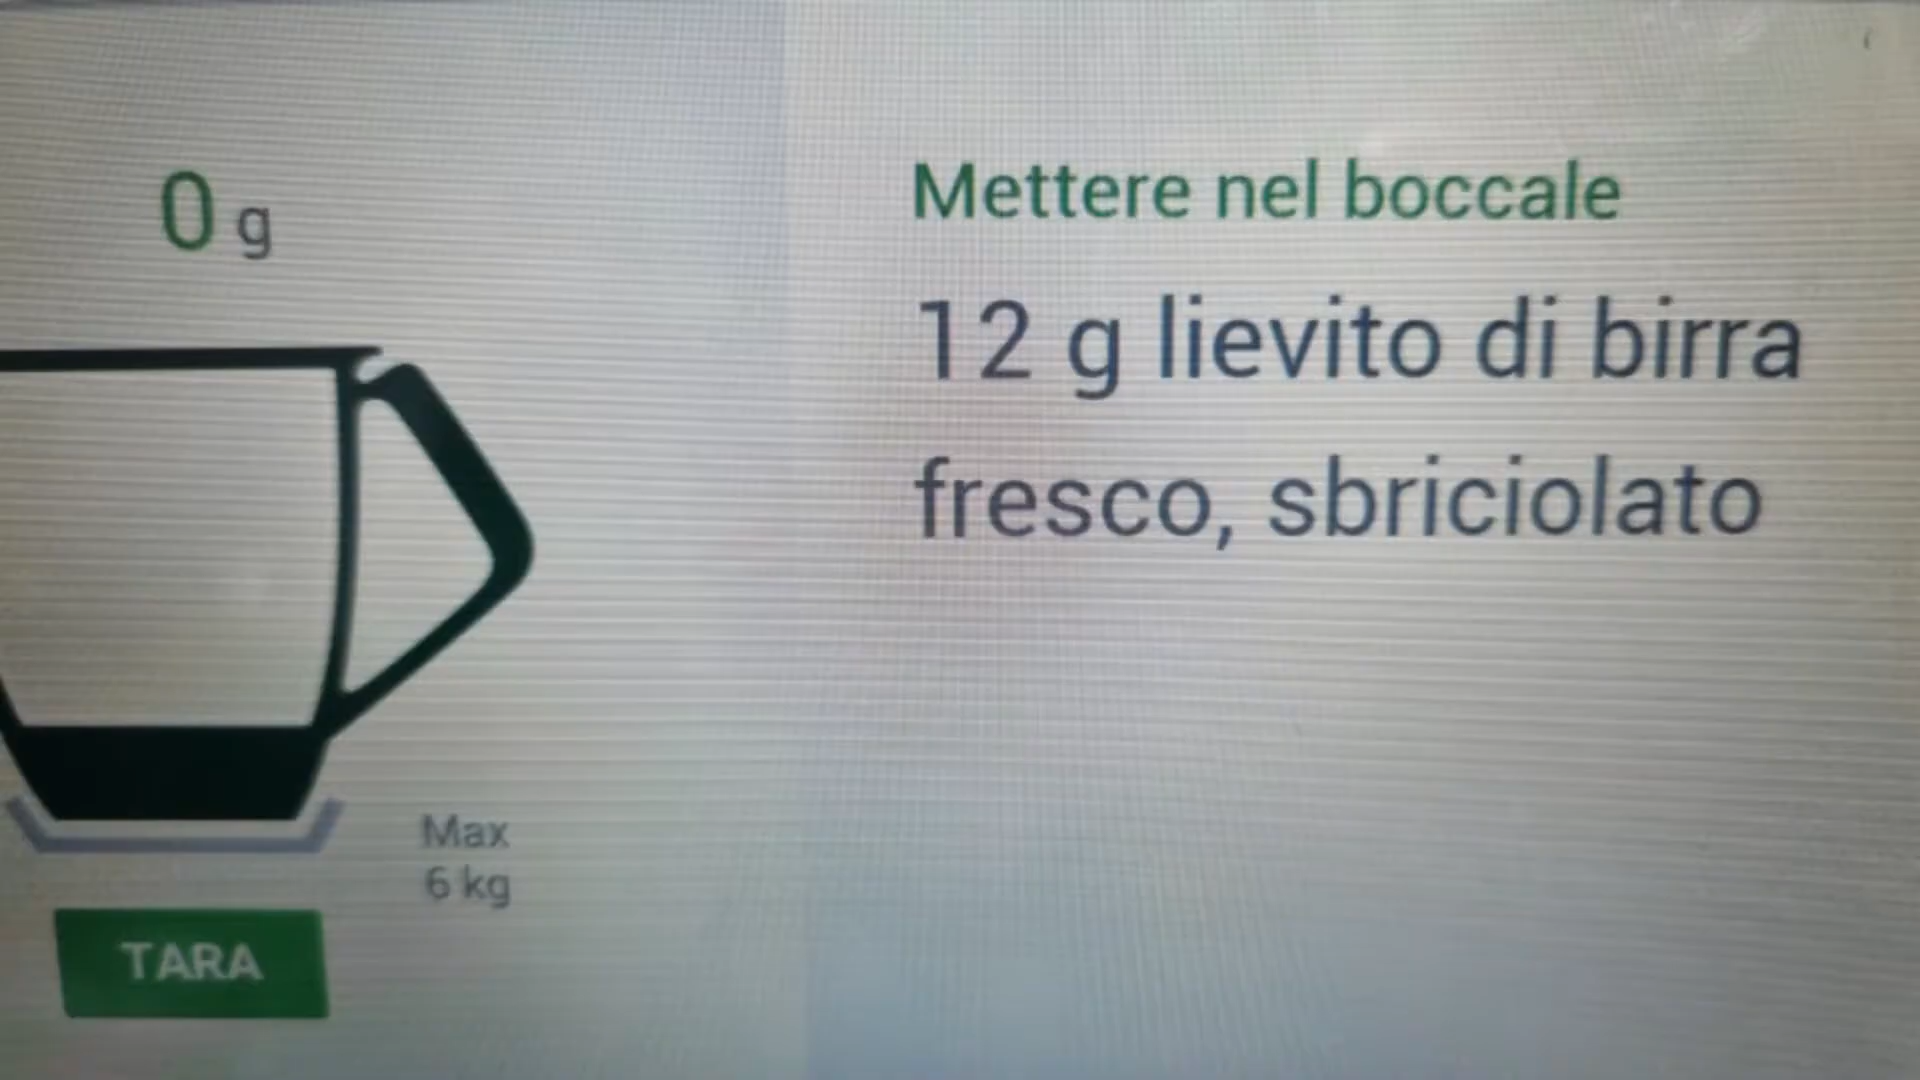 0 g
Mettere nel boccale
12 g lievito di birra
fresco, sbriciolato
Max
6 kg
TARA